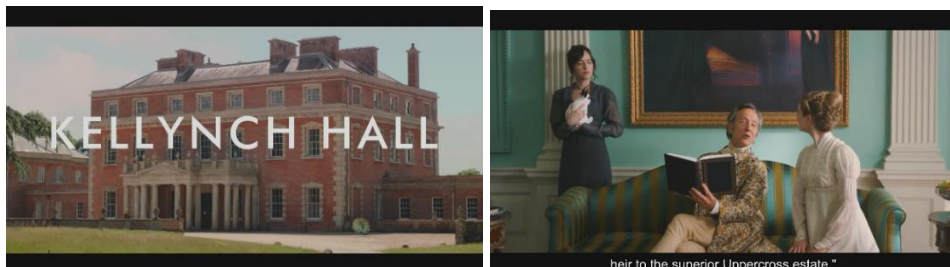 KELLYNCH HALL
heir to the superior Uppercross estate."